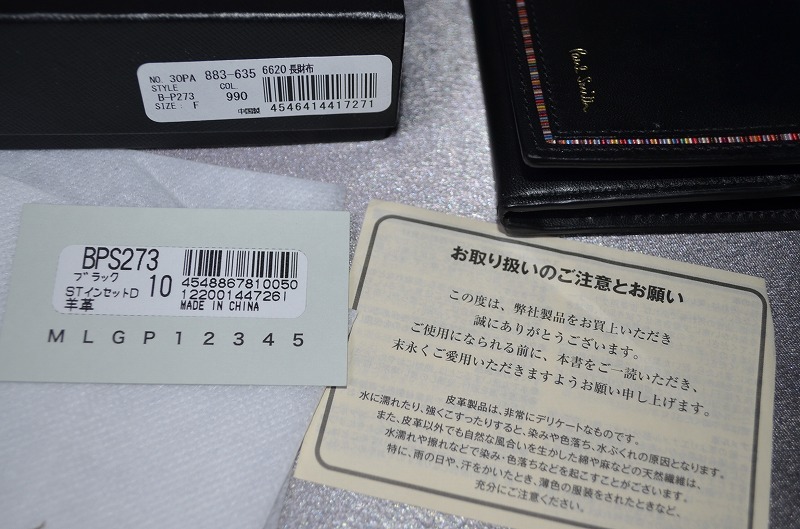 NO. 30PA 883-635 6620 長財布
STYLE COL
B-P273 990
SIZE F 中国製 4546414417271
Paul Smith
BPS273
ブラック
STインセットD 10
羊革
4548867810050
122001447261
MADE IN CHINA
M L G P 1 2 3 4 5
お取り扱いのご注意とお願い
この度は、弊社製品をお買上いただき
誠にありがとうございます。
ご使用になられる前に、本書をご一読いただき、
末永くご愛用いただきますようお願い申し上げます。
皮革製品は、非常にデリケートなものです。
水に濡れたり、強くこすったりすると、染みや色落ち、水ぶくれの原因となります。
また、皮革以外でも自然な風合いを生かした綿や麻などの天然繊維は、
水濡れや擦れなどで染み・色落ちなどを起こすことがございます。
特に、雨の日や、汗をかいたとき、薄色の服装をされたときなど、
充分にご注意ください。